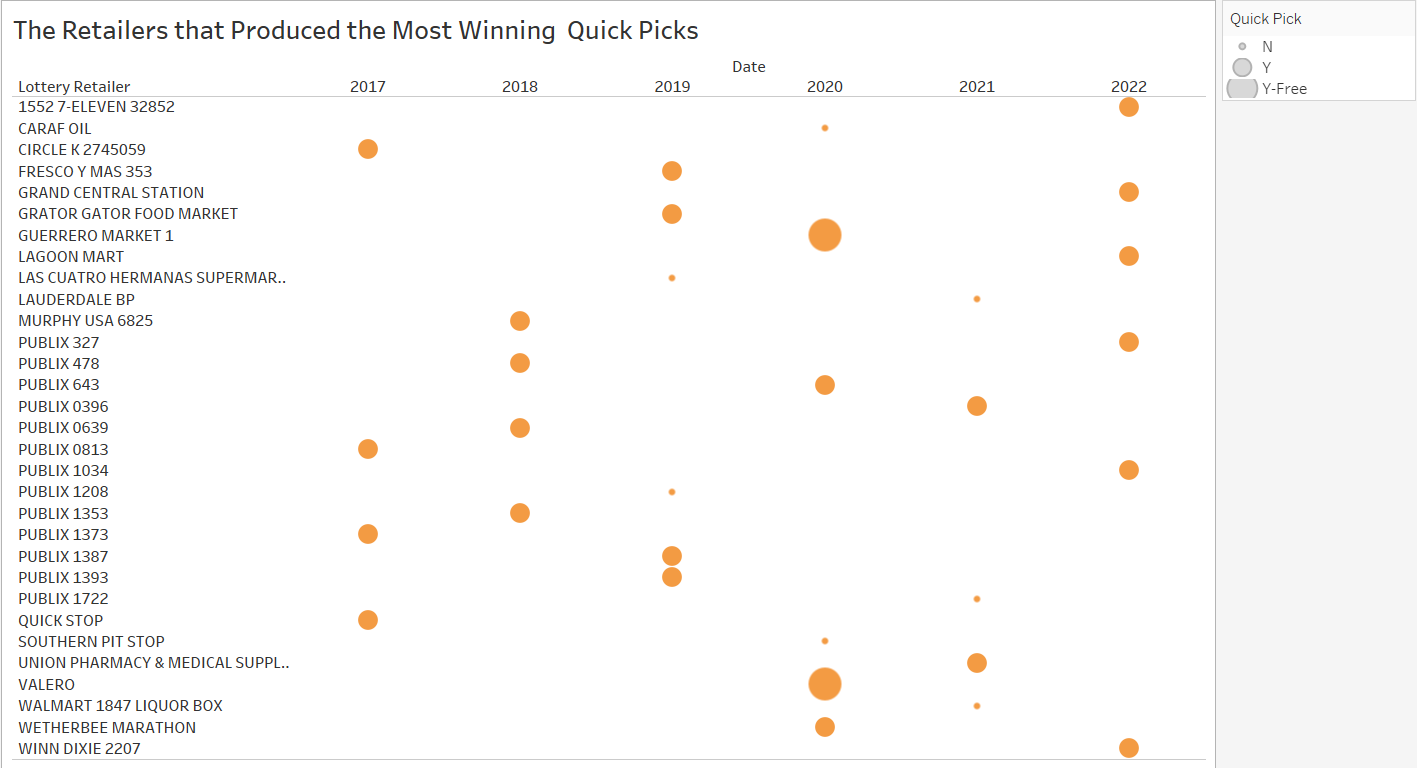 The Retailers that Produced the Most Winning  Quick Picks
Date
Lottery Retailer 2017 2018 2019 2020 2021 2022
1552 7-ELEVEN 32852
CARAF OIL
CIRCLE K 2745059
FRESCO Y MAS 353
GRAND CENTRAL STATION
GRATOR GATOR FOOD MARKET
GUERRERO MARKET 1
LAGOON MART
LAS CUATRO HERMANAS SUPERMAR..
LAUDERDALE BP
MURPHY USA 6825
PUBLIX 327
PUBLIX 478
PUBLIX 643
PUBLIX 0396
PUBLIX 0639
PUBLIX 0813
PUBLIX 1034
PUBLIX 1208
PUBLIX 1353
PUBLIX 1373
PUBLIX 1387
PUBLIX 1393
PUBLIX 1722
QUICK STOP
SOUTHERN PIT STOP
UNION PHARMACY & MEDICAL SUPPL..
VALERO
WALMART 1847 LIQUOR BOX
WETHERBEE MARATHON
WINN DIXIE 2207
Quick Pick
N
Y
Y-Free